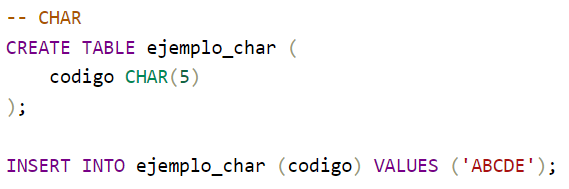 -- CHAR
CREATE TABLE ejemplo_char (
    codigo CHAR(5)
);
INSERT INTO ejemplo_char (codigo) VALUES ('ABCDE');